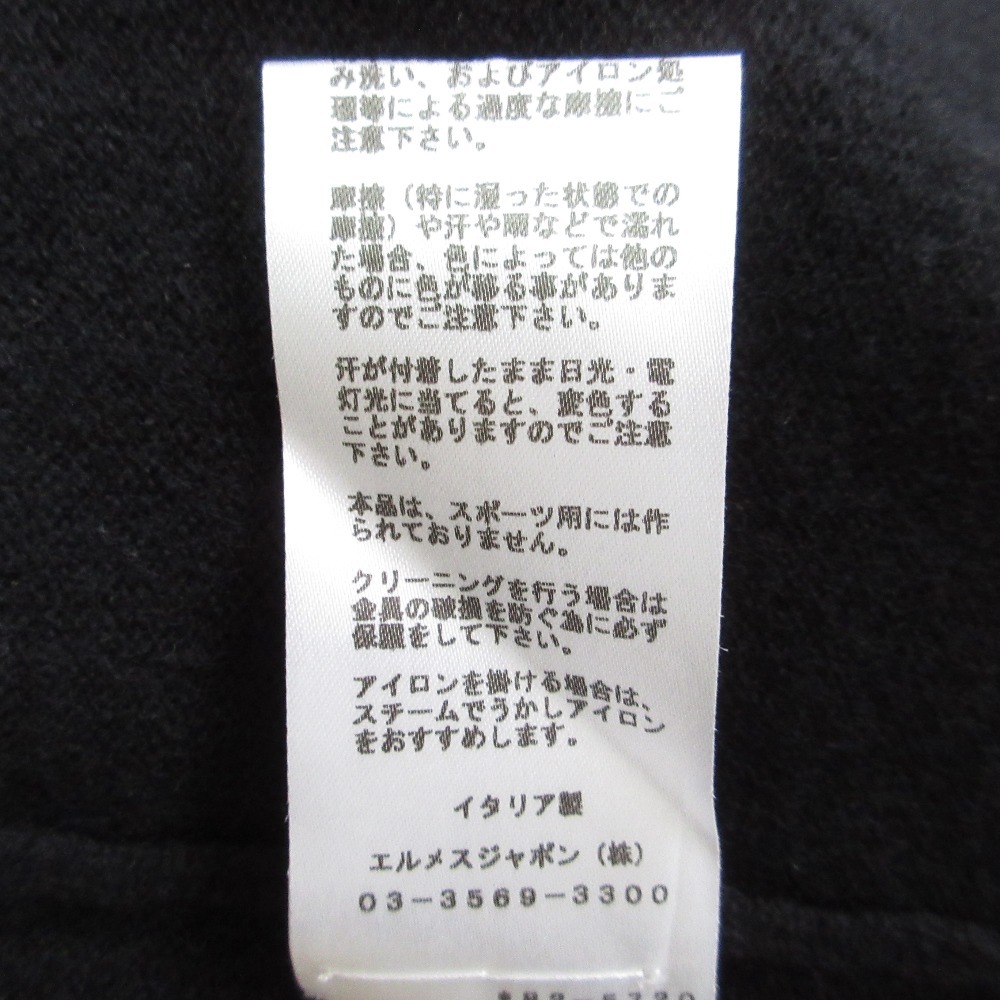 み洗い、およびアイロン処
理等による過度な摩擦にご
注意下さい。
摩擦（特に湿った状態での
摩擦）や汗や雨などで濡れ
た場合、色によっては他の
ものに色が移る事がありま
すのでご注意下さい。
汗が付着したまま日光・電
灯光に当てると、変色する
ことがありますのでご注意
下さい。
本品は、スポーツ用には作
られておりません。
クリーニングを行う場合は
金具の破損を防ぐ為に必ず
保護をして下さい。
アイロンを掛ける場合は、
スチームでうかしアイロン
をおすすめします。
イタリア製
エルメスジャポン（株）
03-3569-3300